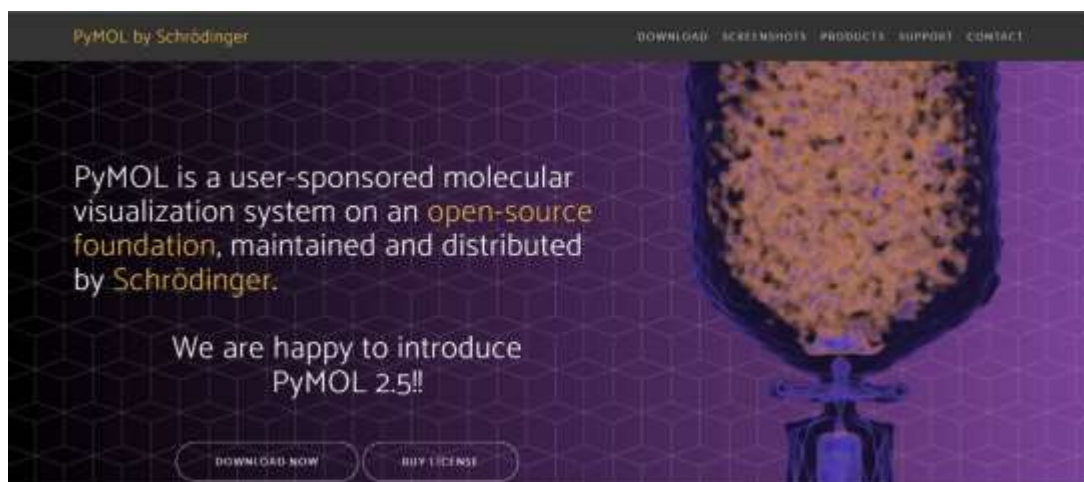 PyMOL by Schrödinger
DOWNLOAD SCREENSHOTS PRODUCTS SUPPORT CONTACT
PyMOL is a user-sponsored molecular
visualization system on an open-source
foundation, maintained and distributed
by Schrödinger.
We are happy to introduce
PyMOL 2.5!!
DOWNLOAD NOW
BUY LICENSE